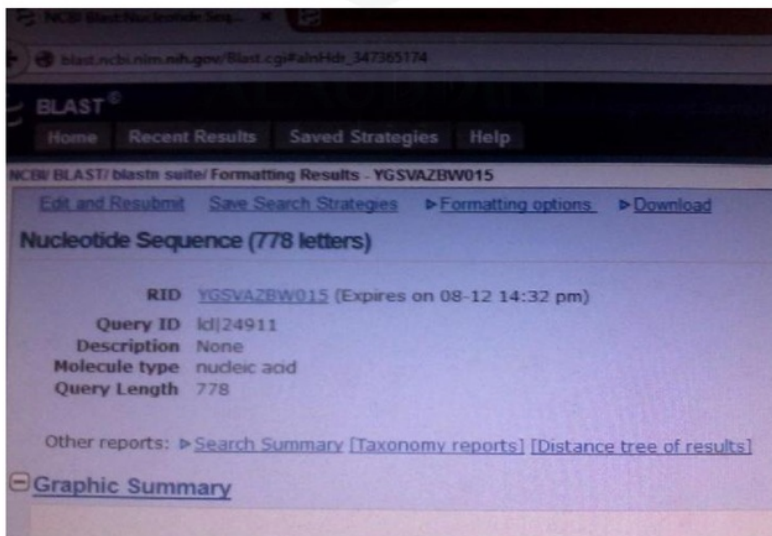 NCBI Blast:Nucleotide Seq...
blast.ncbi.nlm.nih.gov/Blast.cgi#alnHdr_347365174
BLAST®
Home Recent Results Saved Strategies Help
NCBI/ BLAST/ blastn suite/ Formatting Results - YGSVAZBW015
Edit and Resubmit Save Search Strategies ▶Formatting options ▶Download
Nucleotide Sequence (778 letters)
RID YGSVAZBW015 (Expires on 08-12 14:32 pm)
Query ID lcl|24911
Description None
Molecule type nucleic acid
Query Length 778
Other reports: ▶Search Summary [Taxonomy reports] [Distance tree of results]
Graphic Summary